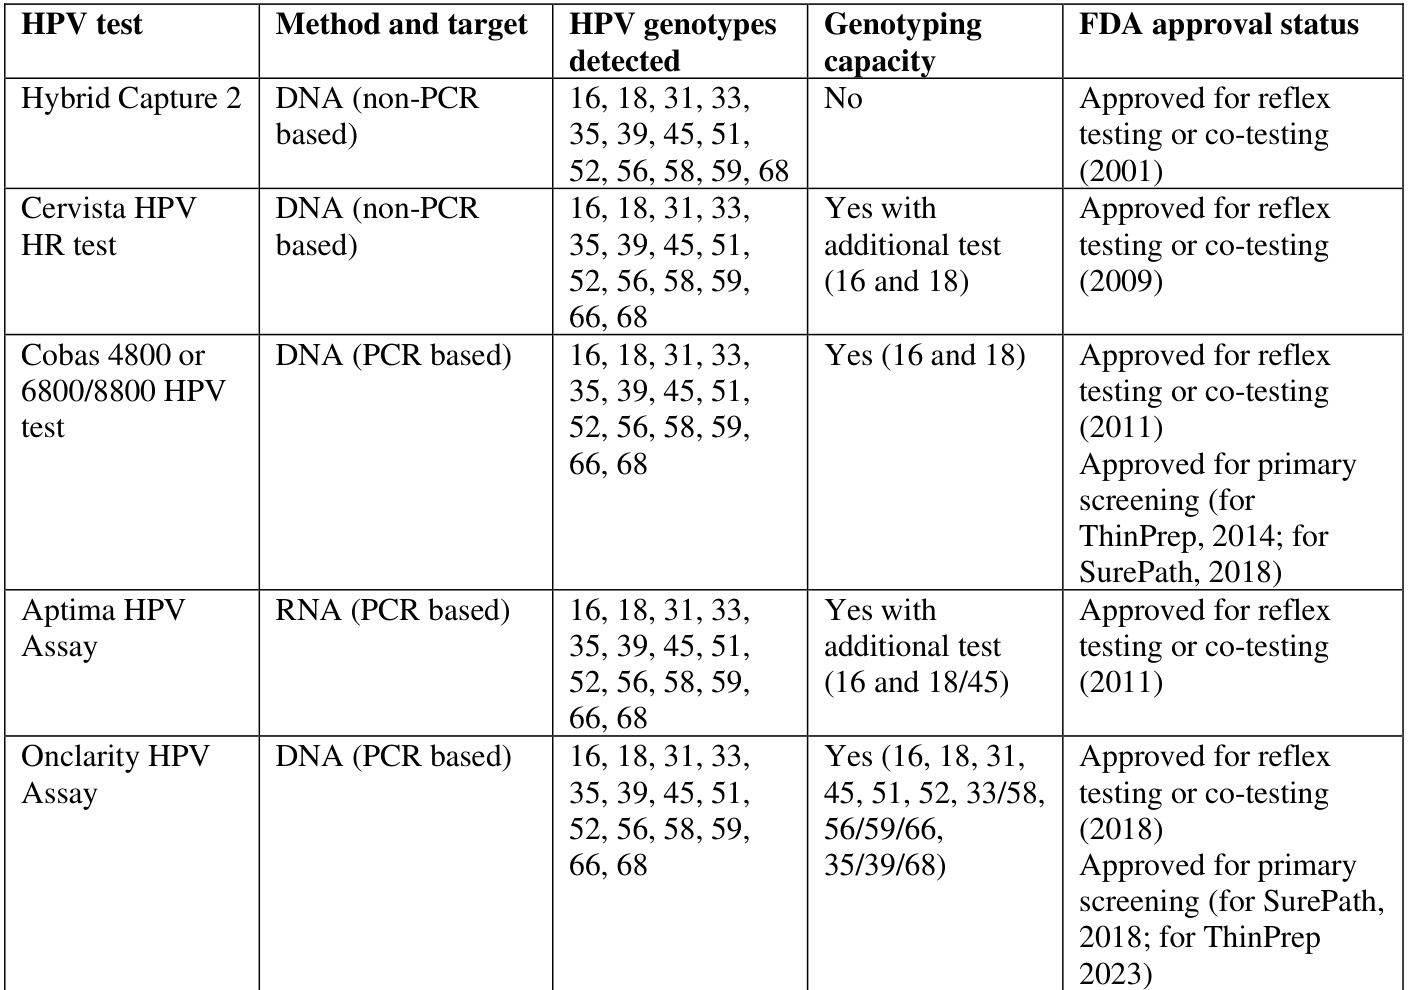 HPV test
Method and target
HPV genotypes
detected
Genotyping
capacity
FDA approval status
Hybrid Capture 2
DNA (non-PCR
based)
16, 18, 31, 33,
35, 39, 45, 51,
52, 56, 58, 59, 68
No
Approved for reflex
testing or co-testing
(2001)
Cervista HPV
HR test
DNA (non-PCR
based)
16, 18, 31, 33,
35, 39, 45, 51,
52, 56, 58, 59,
66, 68
Yes with
additional test
(16 and 18)
Approved for reflex
testing or co-testing
(2009)
Cobas 4800 or
6800/8800 HPV
test
DNA (PCR based)
16, 18, 31, 33,
35, 39, 45, 51,
52, 56, 58, 59,
66, 68
Yes (16 and 18)
Approved for reflex
testing or co-testing
(2011)
Approved for primary
screening (for
ThinPrep, 2014; for
SurePath, 2018)
Aptima HPV
Assay
RNA (PCR based)
16, 18, 31, 33,
35, 39, 45, 51,
52, 56, 58, 59,
66, 68
Yes with
additional test
(16 and 18/45)
Approved for reflex
testing or co-testing
(2011)
Onclarity HPV
Assay
DNA (PCR based)
16, 18, 31, 33,
35, 39, 45, 51,
52, 56, 58, 59,
66, 68
Yes (16, 18, 31,
45, 51, 52, 33/58,
56/59/66,
35/39/68)
Approved for reflex
testing or co-testing
(2018)
Approved for primary
screening (for SurePath,
2018; for ThinPrep
2023)